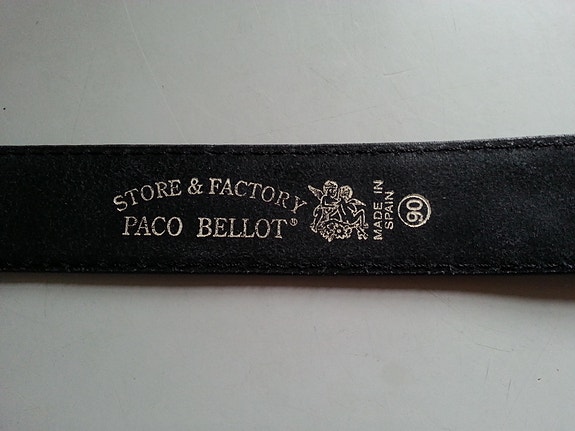 STORE & FACTORY
PACO BELLOT®
MADE IN
SPAIN
90